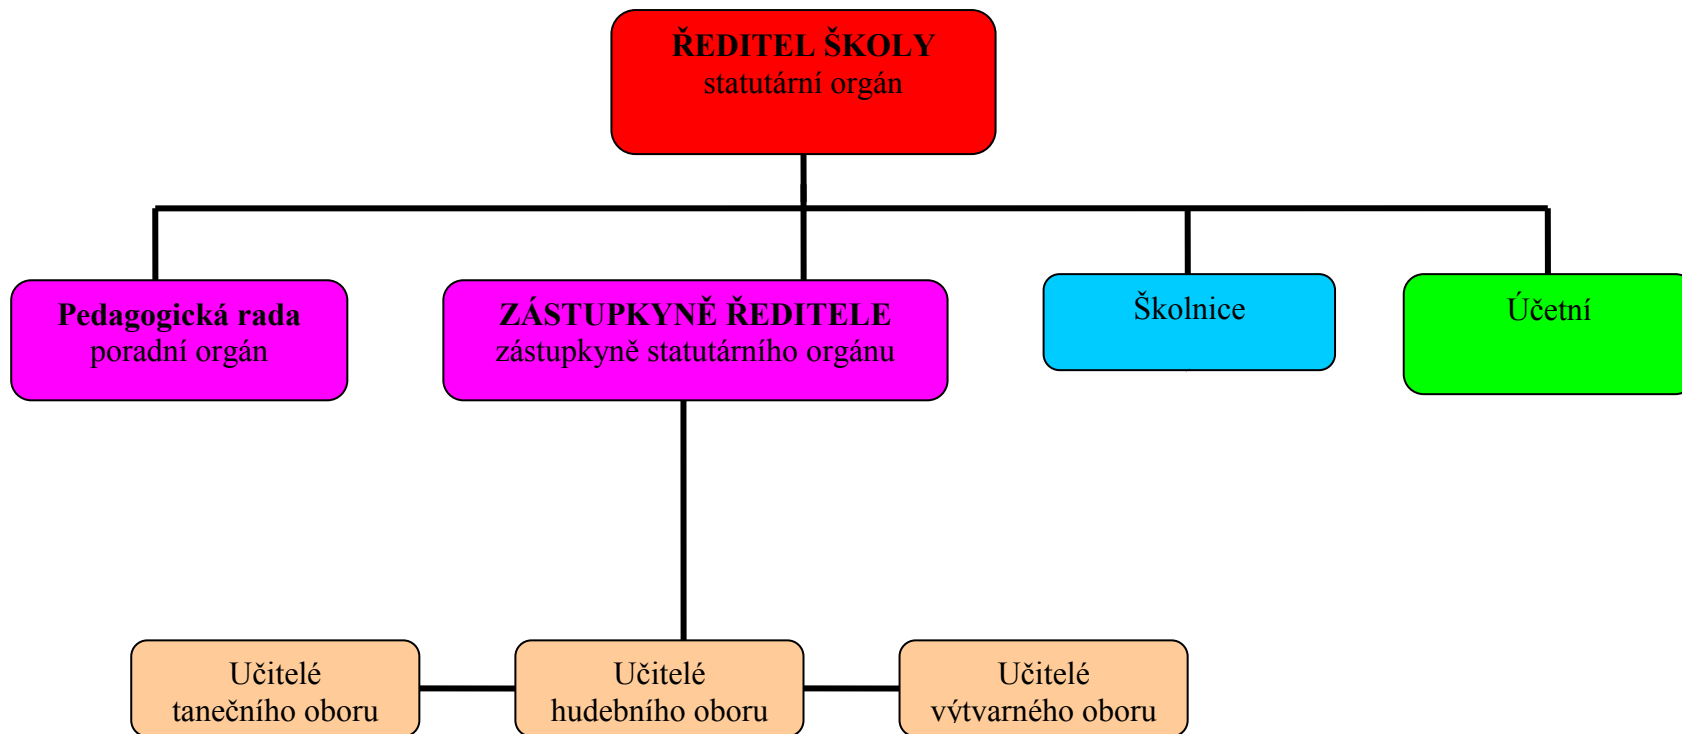 ŘEDITEL ŠKOLY
statutární orgán
Pedagogická rada
poradní orgán
ZÁSTUPKYNĚ ŘEDITELE
zástupkyně statutárního orgánu
Školnice
Účetní
Učitelé
tanečního oboru
Učitelé
hudebního oboru
Učitelé
výtvarného oboru